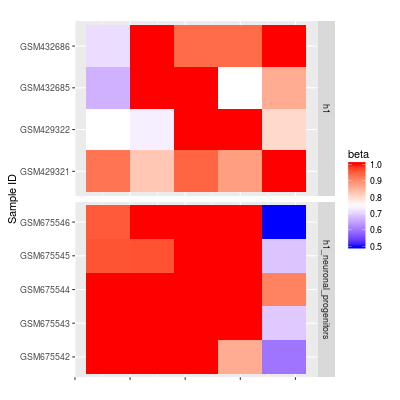 GSM432686
GSM432685
GSM429322
GSM429321
h1
GSM675546
GSM675545
GSM675544
GSM675543
GSM675542
h1_neuronal_progenitors
Sample ID
beta
1.0
0.9
0.8
0.7
0.6
0.5